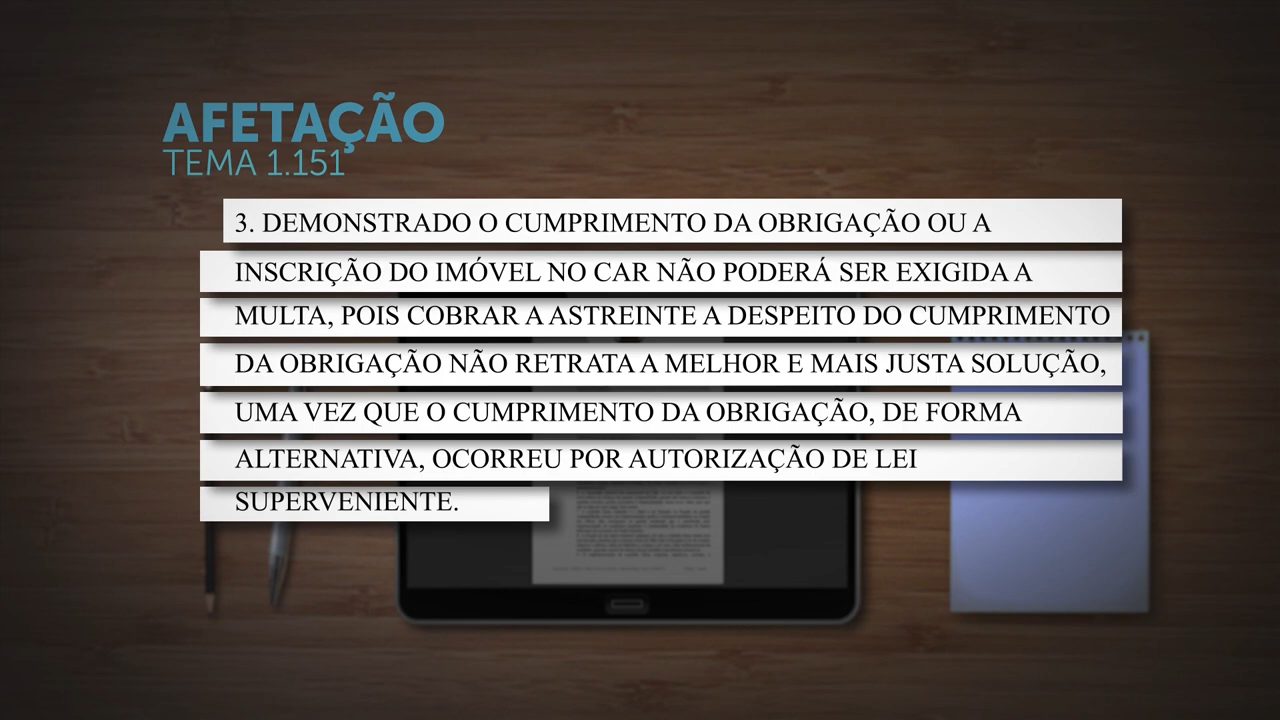 AFETAÇÃO
TEMA 1.151
3. DEMONSTRADO O CUMPRIMENTO DA OBRIGAÇÃO OU A
INSCRIÇÃO DO IMÓVEL NO CAR NÃO PODERÁ SER EXIGIDA A
MULTA, POIS COBRAR A ASTREINTE A DESPEITO DO CUMPRIMENTO
DA OBRIGAÇÃO NÃO RETRATA A MELHOR E MAIS JUSTA SOLUÇÃO,
UMA VEZ QUE O CUMPRIMENTO DA OBRIGAÇÃO, DE FORMA
ALTERNATIVA, OCORREU POR AUTORIZAÇÃO DE LEI
SUPERVENIENTE.